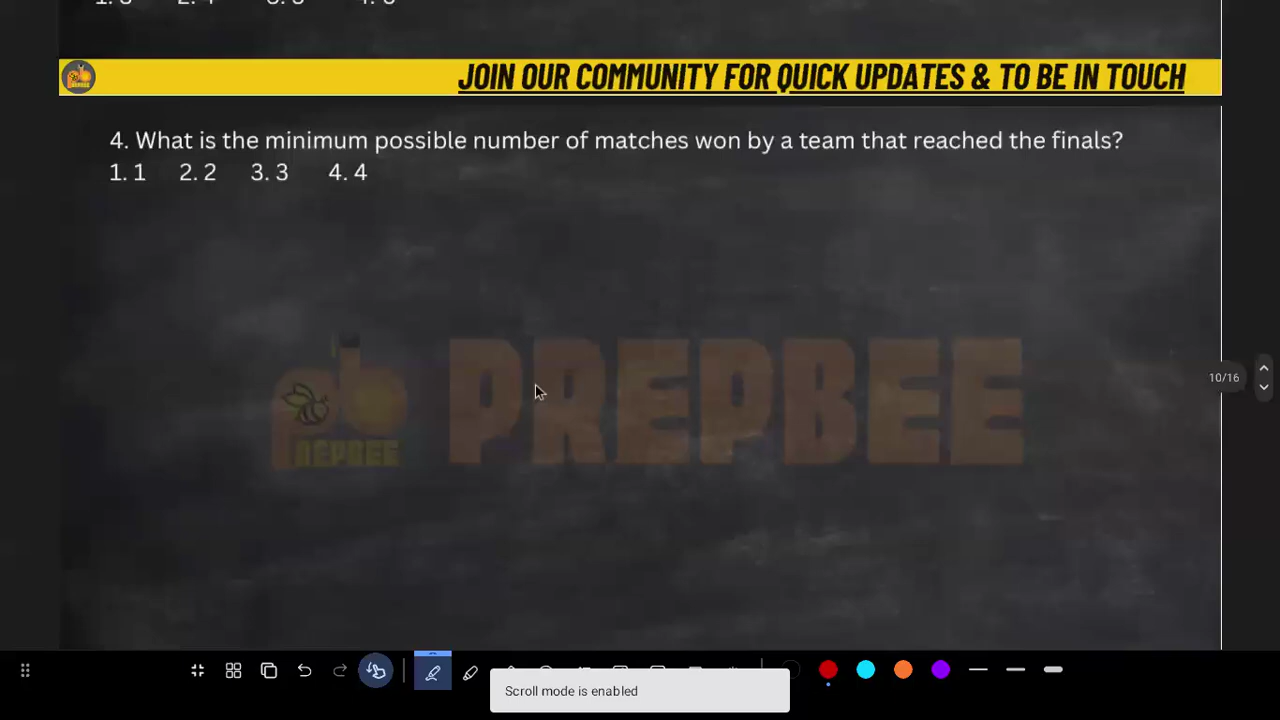 JOIN OUR COMMUNITY FOR QUICK UPDATES & TO BE IN TOUCH
4. What is the minimum possible number of matches won by a team that reached the finals?
1. 1 2. 2 3. 3 4. 4
PREPBEE
REPBEE
10/16
Scroll mode is enabled